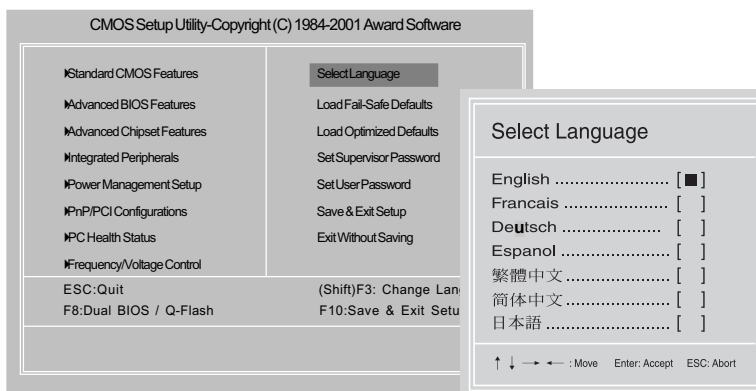 CMOS Setup Utility-Copyright (C) 1984-2001 Award Software
Standard CMOS Features
Advanced BIOS Features
Advanced Chipset Features
Integrated Peripherals
Power Management Setup
PnP/PCI Configurations
PC Health Status
Frequency/Voltage Control
Select Language
Load Fail-Safe Defaults
Load Optimized Defaults
Set Supervisor Password
Set User Password
Save & Exit Setup
Exit Without Saving
ESC:Quit
(Shift)F3: Change Lan
F8:Dual BIOS / Q-Flash
F10:Save & Exit Setu
Select Language
English ..................... [■]
Francais ................... [ ]
Deutsch .................. [ ]
Espanol .................... [ ]
繁體中文 ...................... [ ]
简体中文 ...................... [ ]
日本語 ......................... [ ]
↑ ↓ → ← : Move Enter: Accept ESC: Abort